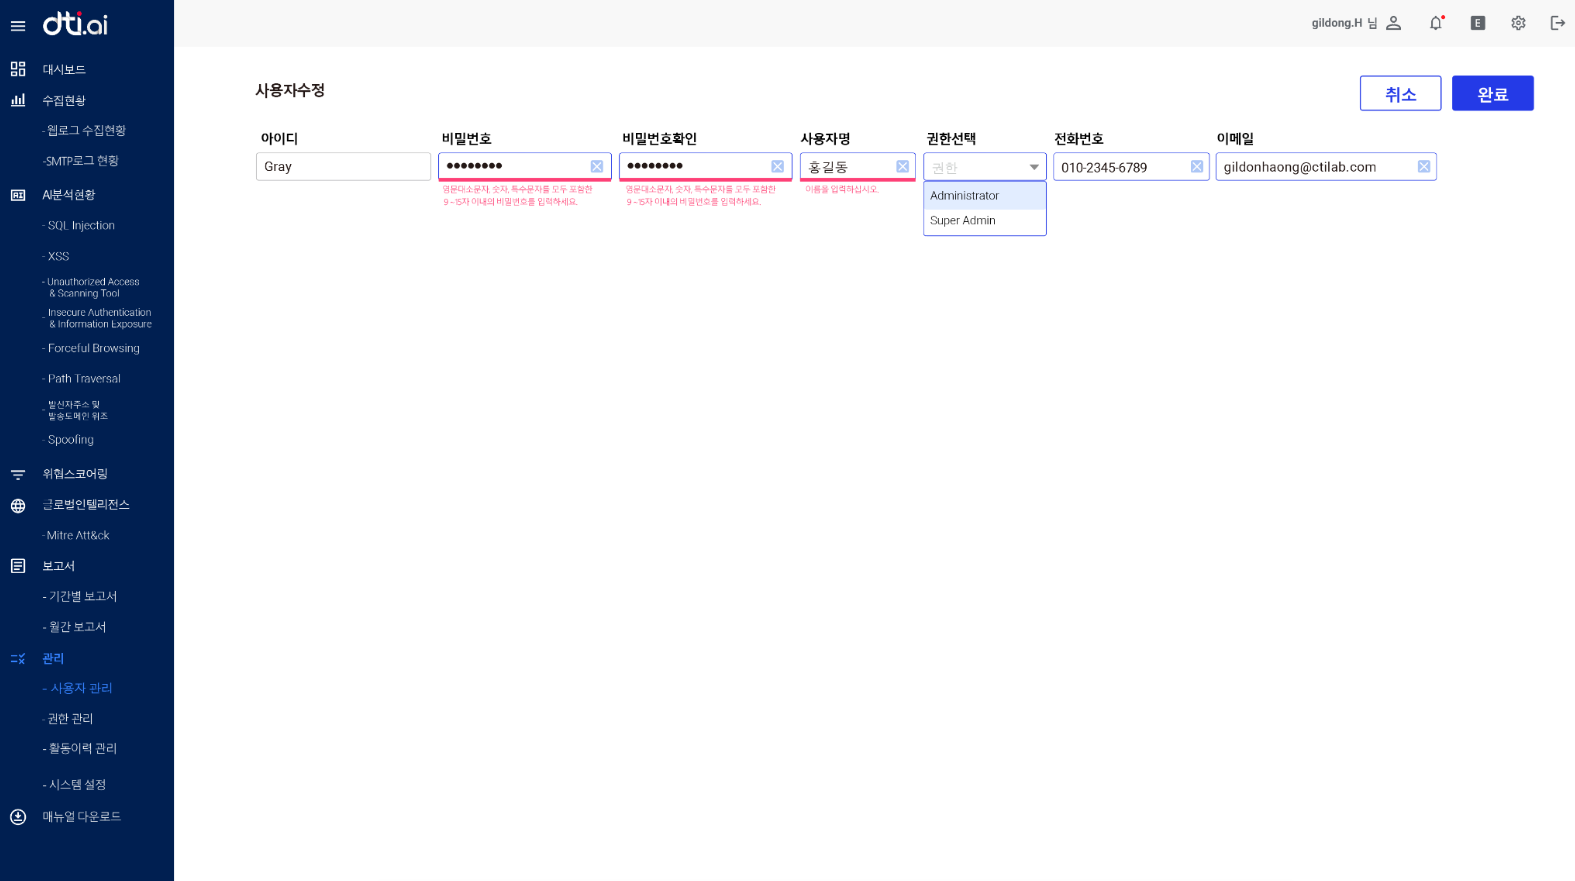 dti.ai
gildong.H 님
E
대시보드
수집현황
- 웹로그 수집현황
-SMTP로그 현황
AI분석현황
- SQL Injection
- XSS
- Unauthorized Access
& Scanning Tool
- Insecure Authentication
& Information Exposure
- Forceful Browsing
- Path Traversal
- 발신자주소 및
발송도메인 위조
- Spoofing
위협스코어링
글로벌인텔리전스
- Mitre Att&ck
보고서
- 기간별 보고서
- 월간 보고서
관리
- 사용자 관리
- 권한 관리
- 활동이력 관리
- 시스템 설정
매뉴얼 다운로드
사용자수정
취소
완료
아이디
비밀번호
비밀번호확인
사용자명
권한선택
전화번호
이메일
Gray
••••••••
••••••••
홍길동
권한
010-2345-6789
gildonhaong@ctilab.com
영문대소문자, 숫자, 특수문자를 모두 포함한
9~15자 이내의 비밀번호를 입력하세요.
영문대소문자, 숫자, 특수문자를 모두 포함한
9~15자 이내의 비밀번호를 입력하세요.
이름을 입력하십시오.
Administrator
Super Admin